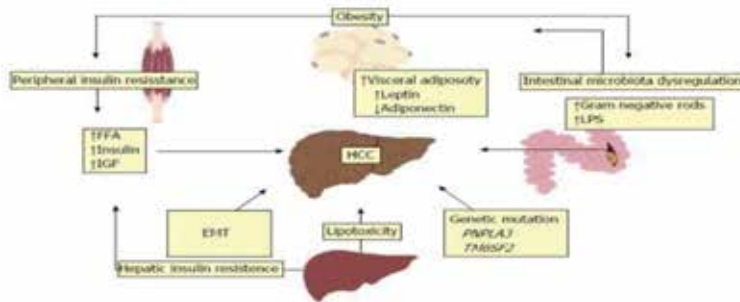 Obesity
Peripheral insulin resisstance
↑Visceral adiposoty
↑Leptin
↓Adiponectin
Intestinal microbiota dysregulation
↑Gram negative rods
↑LPS
↑FFA
↑Insulin
↑IGF
HCC
EMT
Lipotoxicity
Genetic mutation
PNPLA3
TM6SF2
Hepatic insulin resistence